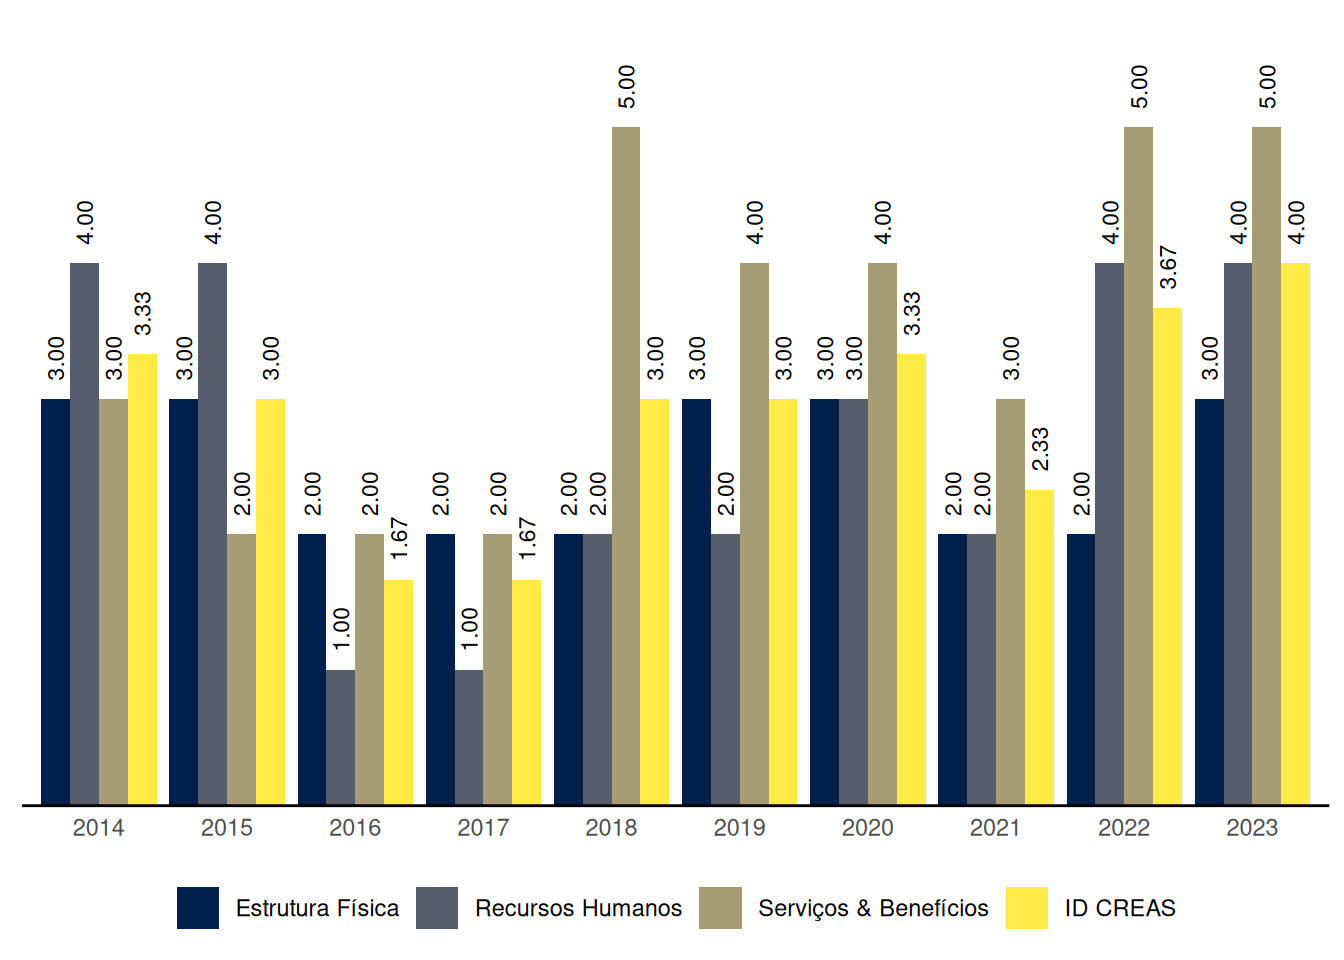 5.00 5.00 5.00
4.00 4.00 4.00 4.00 4.00 4.00 4.00
3.67
3.33 3.33
3.00 3.00 3.00 3.00 3.00 3.00 3.00 3.00 3.00 3.00 3.00 3.00
2.33
2.00 2.00 2.00 2.00 2.00 2.00 2.00 2.00 2.00 2.00 2.00
1.67 1.67
1.00 1.00
2014 2015 2016 2017 2018 2019 2020 2021 2022 2023
Estrutura Física Recursos Humanos Serviços & Benefícios ID CREAS